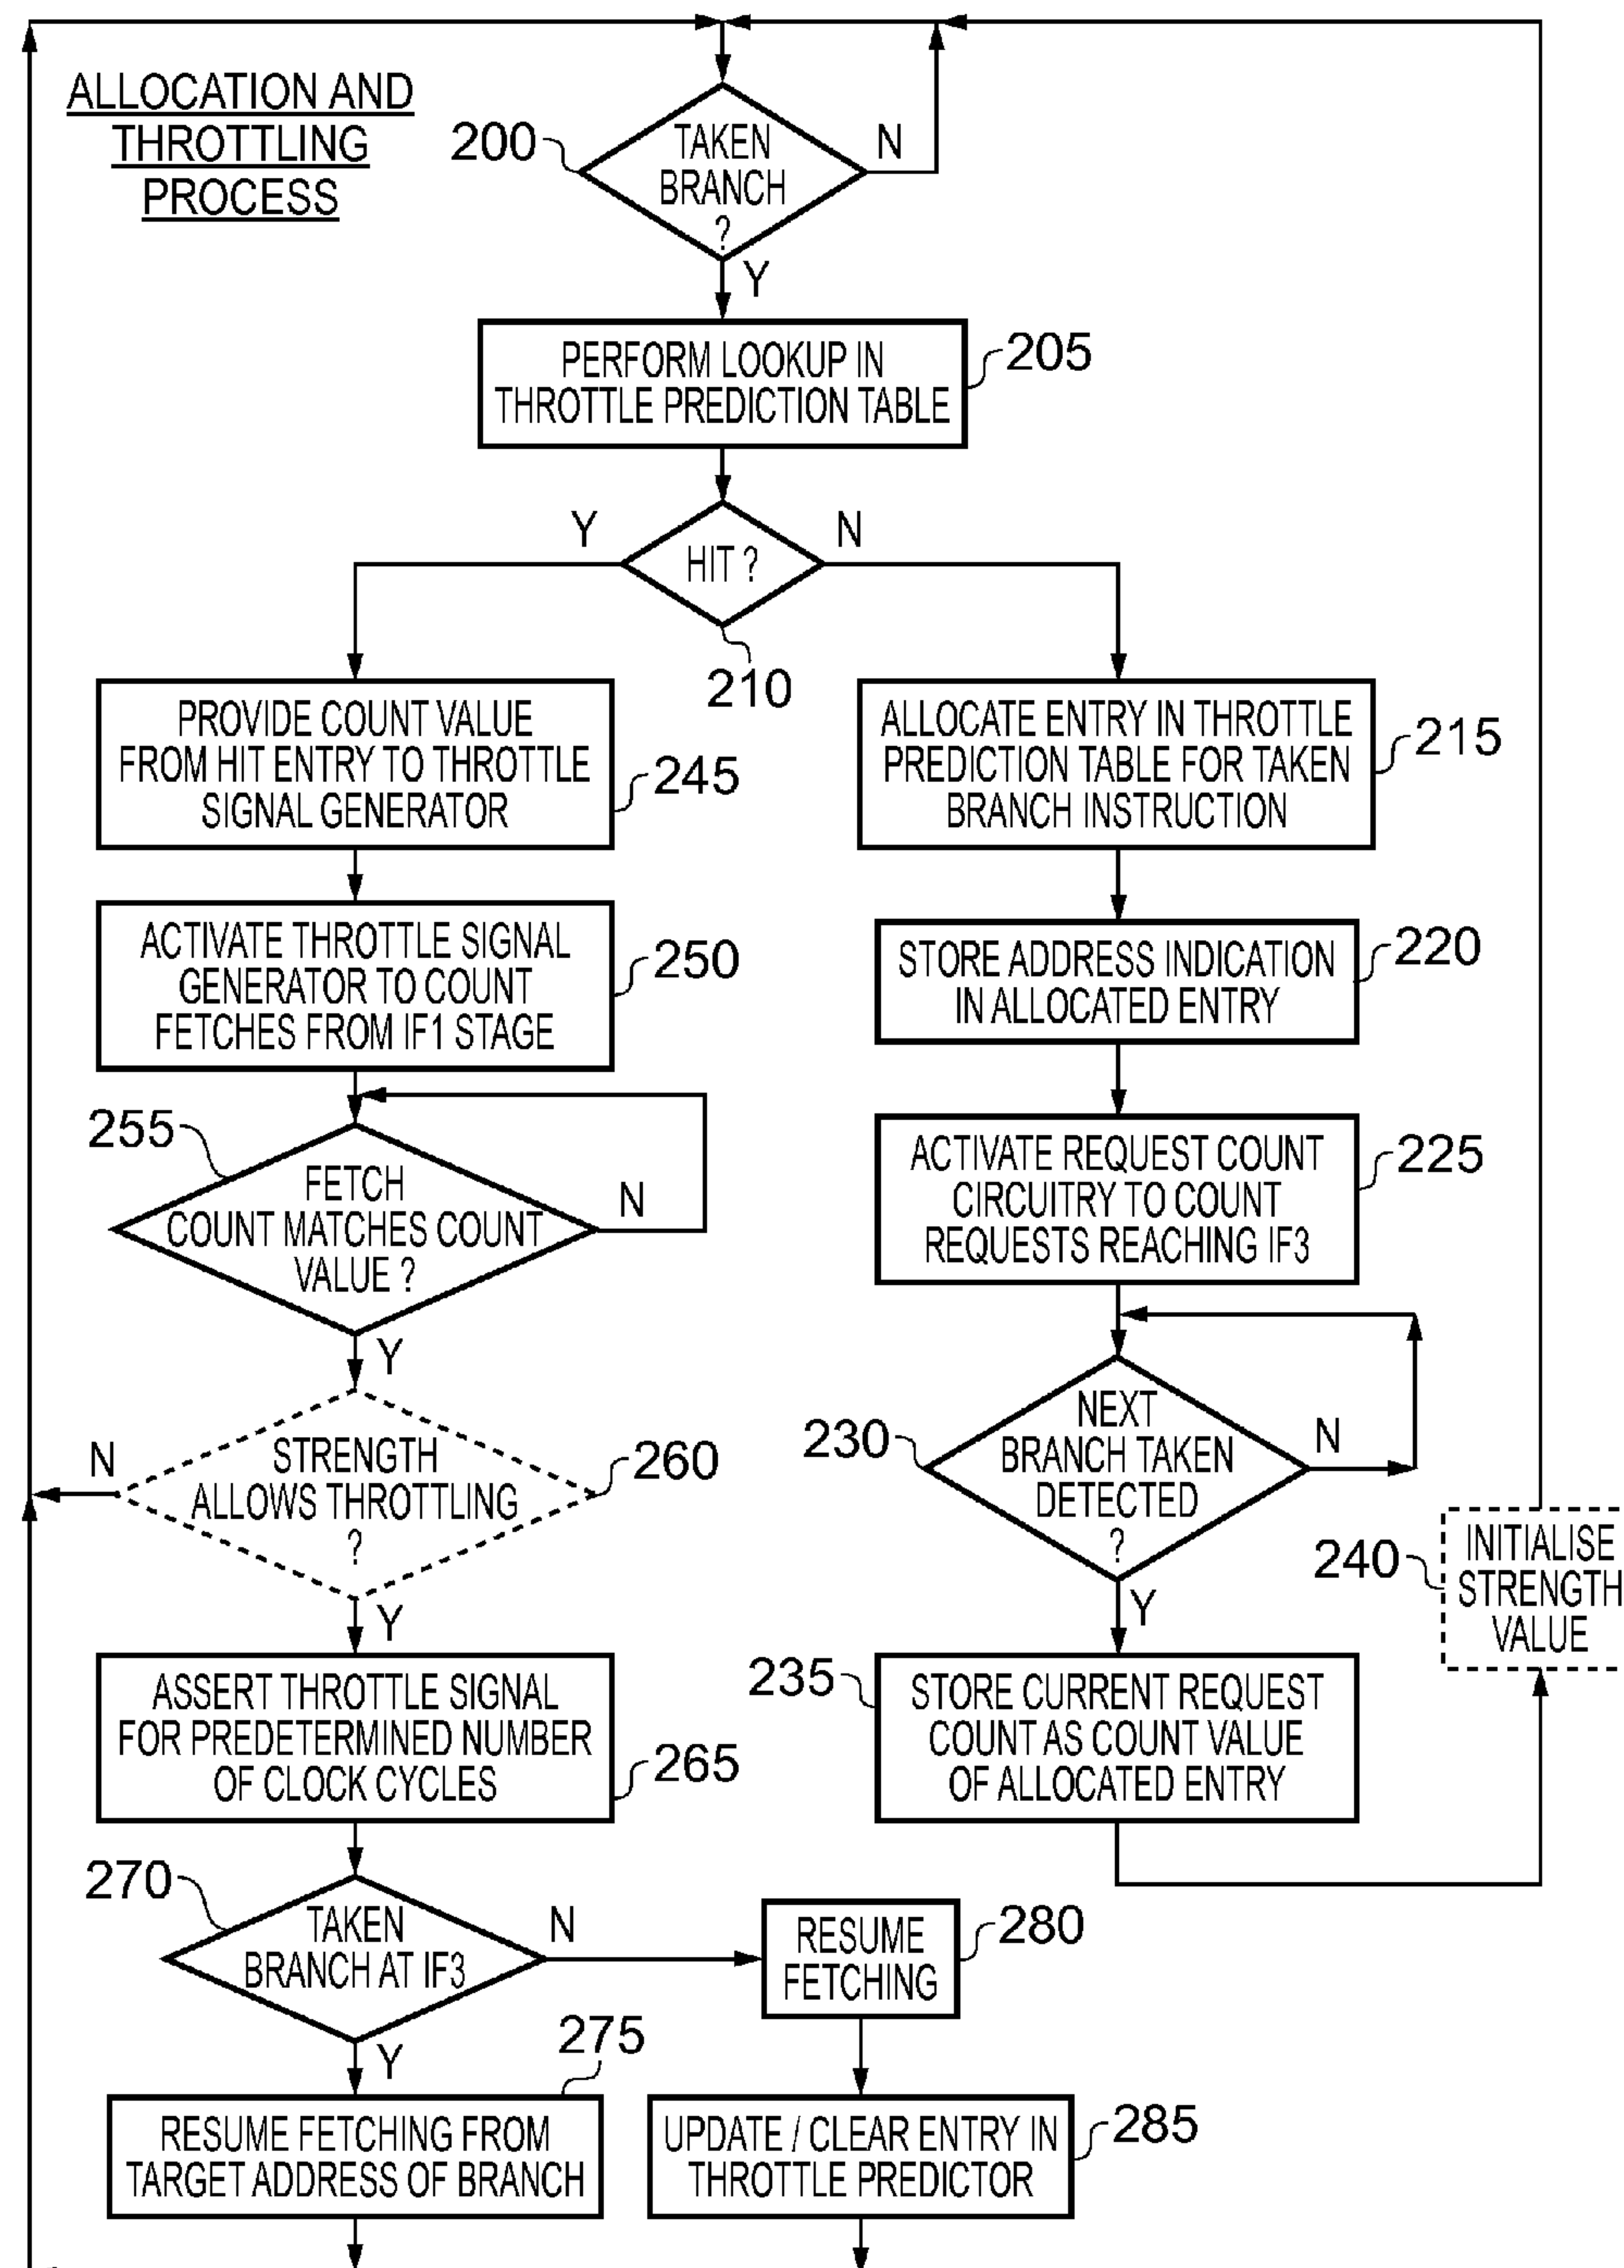 ALLOCATION AND
THROTTLING
PROCESS
200
TAKEN
BRANCH
?
N
Y
PERFORM LOOKUP IN
THROTTLE PREDICTION TABLE
205
Y
HIT ?
N
210
PROVIDE COUNT VALUE
FROM HIT ENTRY TO THROTTLE
SIGNAL GENERATOR
245
ALLOCATE ENTRY IN THROTTLE
PREDICTION TABLE FOR TAKEN
BRANCH INSTRUCTION
215
ACTIVATE THROTTLE SIGNAL
GENERATOR TO COUNT
FETCHES FROM IF1 STAGE
250
STORE ADDRESS INDICATION
IN ALLOCATED ENTRY
220
255
FETCH
COUNT MATCHES COUNT
VALUE ?
N
Y
ACTIVATE REQUEST COUNT
CIRCUITRY TO COUNT
REQUESTS REACHING IF3
225
N
STRENGTH
ALLOWS THROTTLING
?
260
Y
230
NEXT
BRANCH TAKEN
DETECTED
?
N
Y
240
INITIALISE
STRENGTH
VALUE
ASSERT THROTTLE SIGNAL
FOR PREDETERMINED NUMBER
OF CLOCK CYCLES
265
235
STORE CURRENT REQUEST
COUNT AS COUNT VALUE
OF ALLOCATED ENTRY
270
TAKEN
BRANCH AT IF3
N
Y
RESUME
FETCHING
280
275
RESUME FETCHING FROM
TARGET ADDRESS OF BRANCH
UPDATE / CLEAR ENTRY IN
THROTTLE PREDICTOR
285